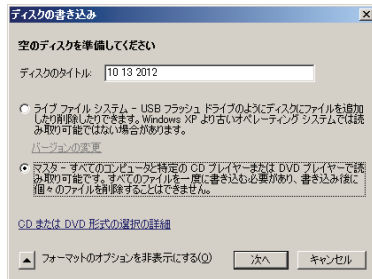 ディスクの書き込み
空のディスクを準備してください
ディスクのタイトル: 10 13 2012
ライブ ファイル システム - USB フラッシュ ドライブのようにディスクにファイルを追加
したり削除したりできます。Windows XP より古いオペレーティング システムでは読
み取り可能ではない場合があります。
バージョンの変更
マスタ - すべてのコンピュータと特定の CD プレイヤーまたは DVD プレイヤーで読
み取り可能です。すべてのファイルを一度に書き込む必要があり、書き込み後に
個々のファイルを削除することはできません。
CD または DVD 形式の選択の詳細
フォーマットのオプションを非表示にする(O)
次へ
キャンセル